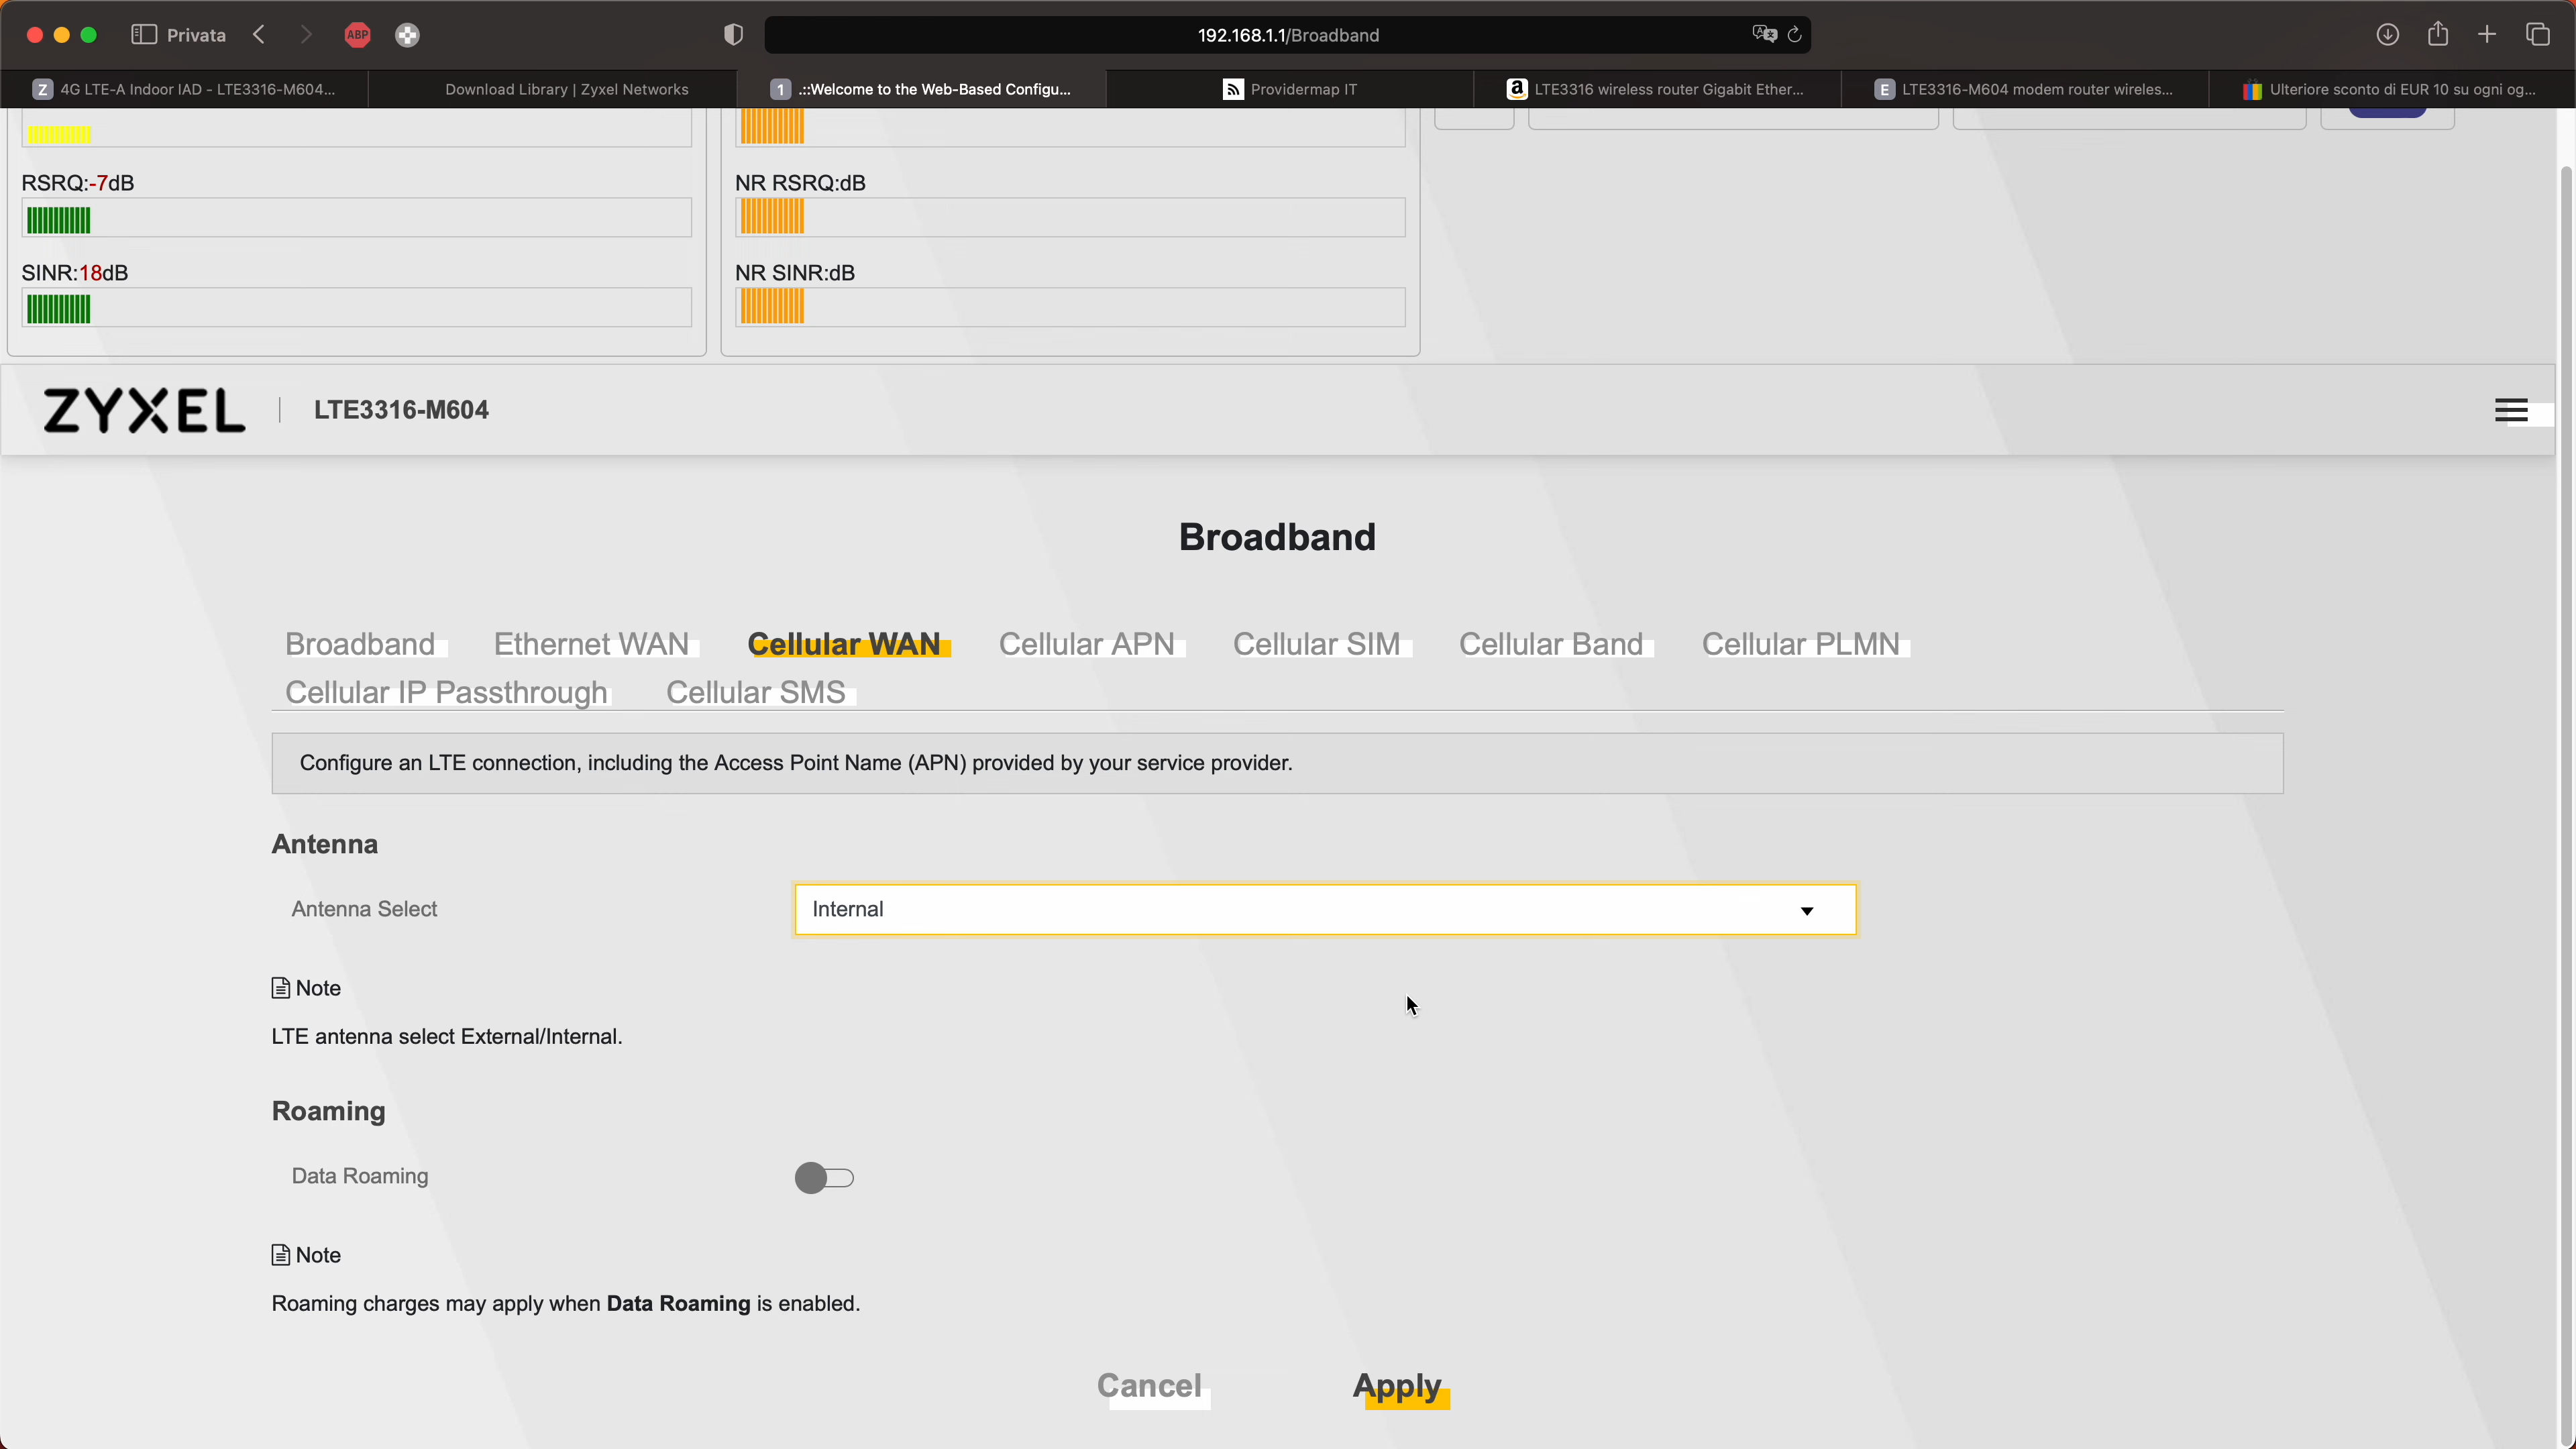 Privata
ABP
192.168.1.1/Broadband
Z 4G LTE-A Indoor IAD - LTE3316-M604...
Download Library | Zyxel Networks
1 .::Welcome to the Web-Based Configu...
Providermap IT
a LTE3316 wireless router Gigabit Ether...
E LTE3316-M604 modem router wireles...
Ulteriore sconto di EUR 10 su ogni og...
RSRQ:-7dB
NR RSRQ:dB
SINR:18dB
NR SINR:dB
ZYXEL
LTE3316-M604
Broadband
Broadband
Ethernet WAN
Cellular WAN
Cellular APN
Cellular SIM
Cellular Band
Cellular PLMN
Cellular IP Passthrough
Cellular SMS
Configure an LTE connection, including the Access Point Name (APN) provided by your service provider.
Antenna
Antenna Select
Internal
Note
LTE antenna select External/Internal.
Roaming
Data Roaming
Note
Roaming charges may apply when Data Roaming is enabled.
Cancel
Apply